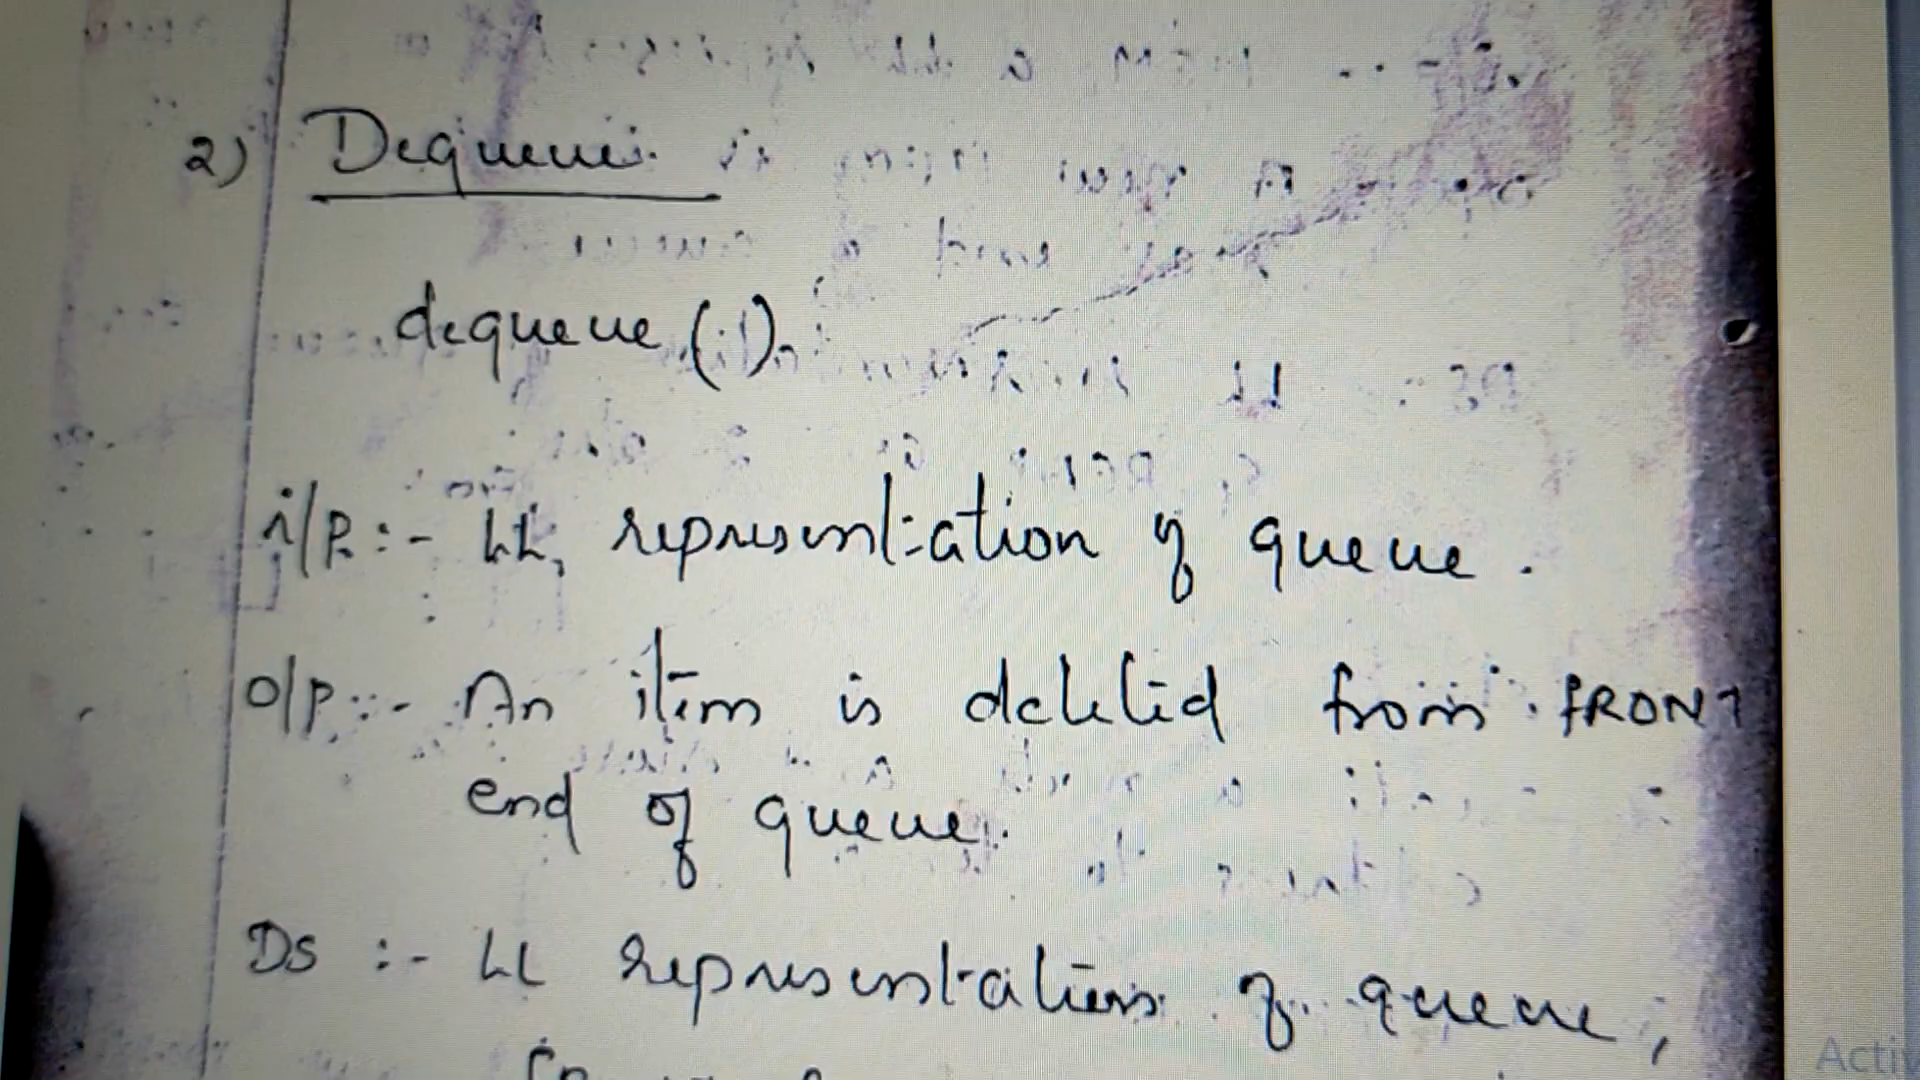 2) Dequeue
dequeue ().
i/P :- LL representation of queue.
O/P :- An item is deleted from FRONT
end of queue.
DS :- LL representation of queue,
Activ